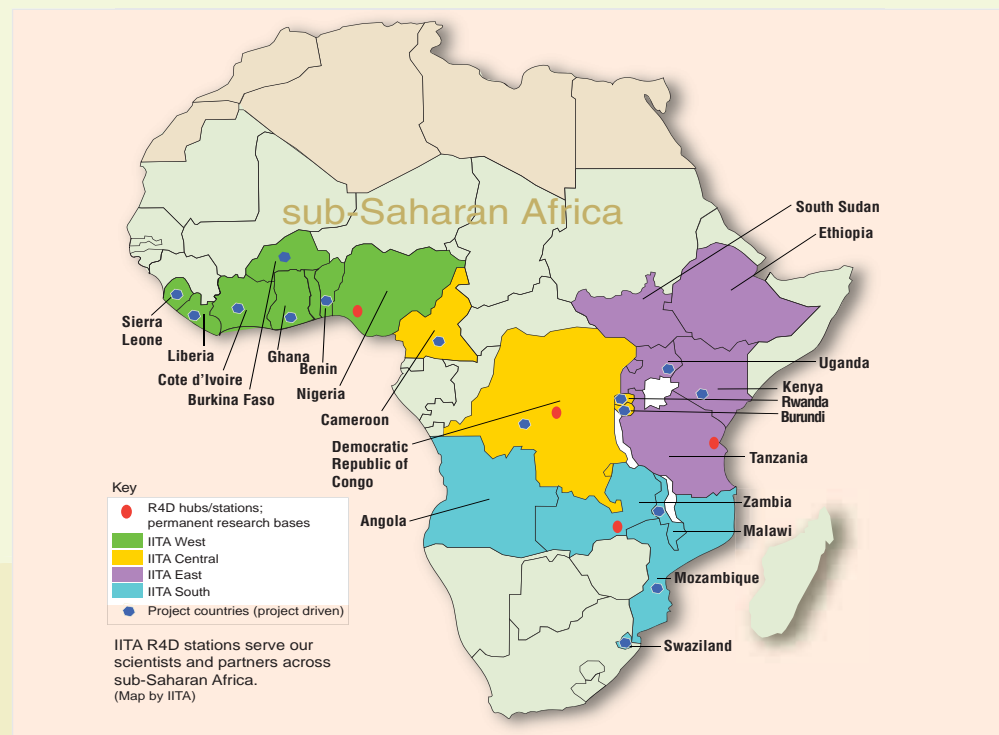 sub-Saharan Africa
South Sudan
Ethiopia
Sierra
Leone
Liberia
Cote d'Ivoire
Burkina Faso
Ghana
Benin
Nigeria
Cameroon
Democratic
Republic of
Congo
Uganda
Kenya
Rwanda
Burundi
Tanzania
Zambia
Malawi
Angola
Mozambique
Swaziland
Key
R4D hubs/stations;
permanent research bases
IITA West
IITA Central
IITA East
IITA South
Project countries (project driven)
IITA R4D stations serve our
scientists and partners across
sub-Saharan Africa.
(Map by IITA)